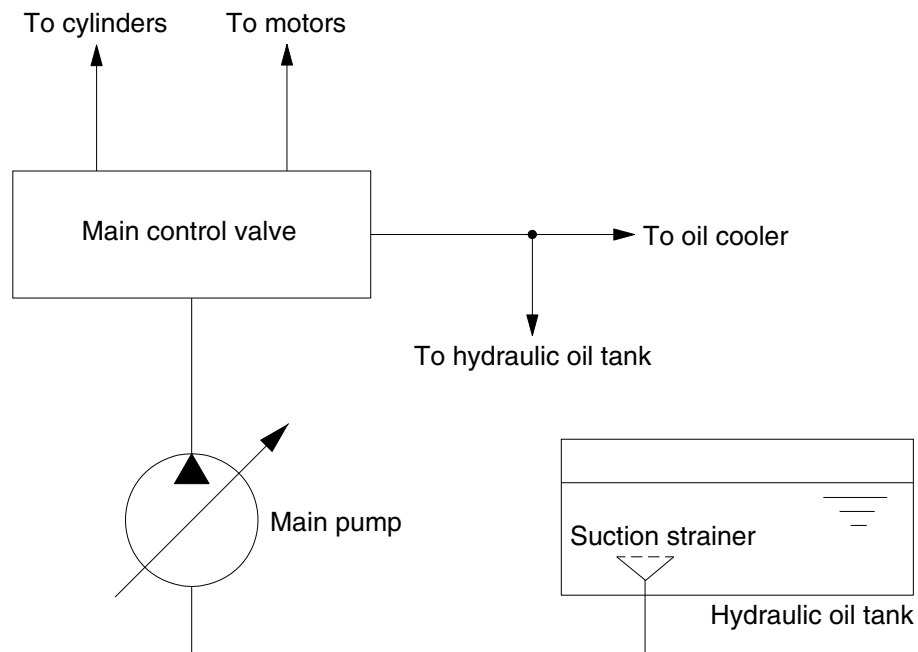 To cylinders
To motors
Main control valve
To oil cooler
To hydraulic oil tank
Main pump
Suction strainer
Hydraulic oil tank